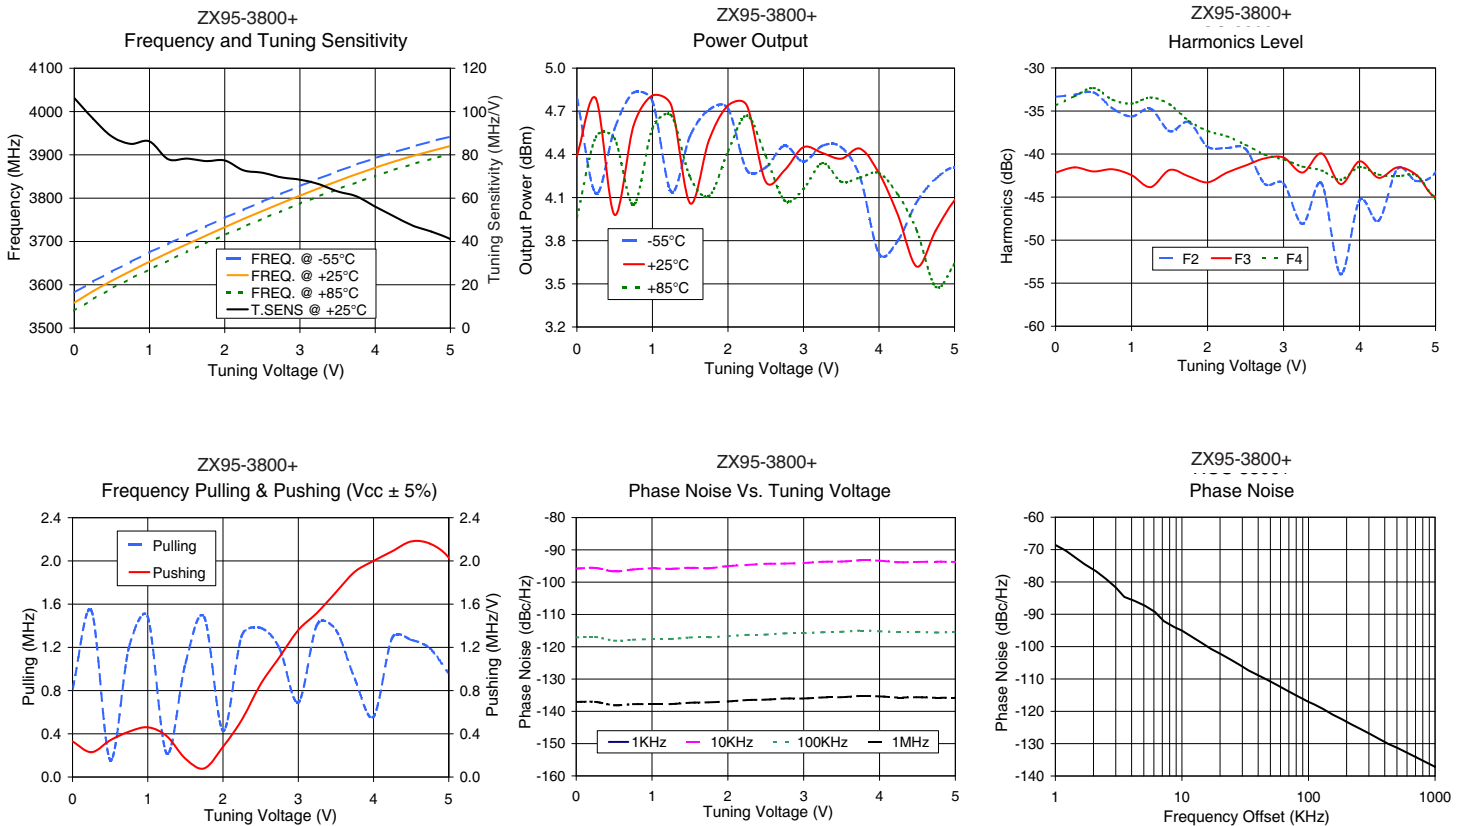 ZX95-3800+
Frequency and Tuning Sensitivity
4100
4000
3900
3800
3700
3600
3500
120
100
80
60
40
20
0
Frequency (MHz)
Tuning Sensitivity (MHz/V)
FREQ. @ -55°C
FREQ. @ +25°C
FREQ. @ +85°C
T.SENS @ +25°C
0 1 2 3 4 5
Tuning Voltage (V)
ZX95-3800+
Power Output
5.0
4.7
4.4
4.1
3.8
3.5
3.2
Output Power (dBm)
-55°C
+25°C
+85°C
0 1 2 3 4 5
Tuning Voltage (V)
ZX95-3800+
Harmonics Level
-30
-35
-40
-45
-50
-55
-60
Harmonics (dBc)
F2 F3 F4
0 1 2 3 4 5
Tuning Voltage (V)
ZX95-3800+
Frequency Pulling & Pushing (Vcc ± 5%)
2.4
2.0
1.6
1.2
0.8
0.4
0.0
2.4
2.0
1.6
1.2
0.8
0.4
0.0
Pulling (MHz)
Pushing (MHz/V)
Pulling
Pushing
0 1 2 3 4 5
Tuning Voltage (V)
ZX95-3800+
Phase Noise Vs. Tuning Voltage
-80
-90
-100
-110
-120
-130
-140
-150
-160
Phase Noise (dBc/Hz)
1KHz 10KHz 100KHz 1MHz
0 1 2 3 4 5
Tuning Voltage (V)
ZX95-3800+
Phase Noise
-60
-70
-80
-90
-100
-110
-120
-130
-140
Phase Noise (dBc/Hz)
1 10 100 1000
Frequency Offset (KHz)